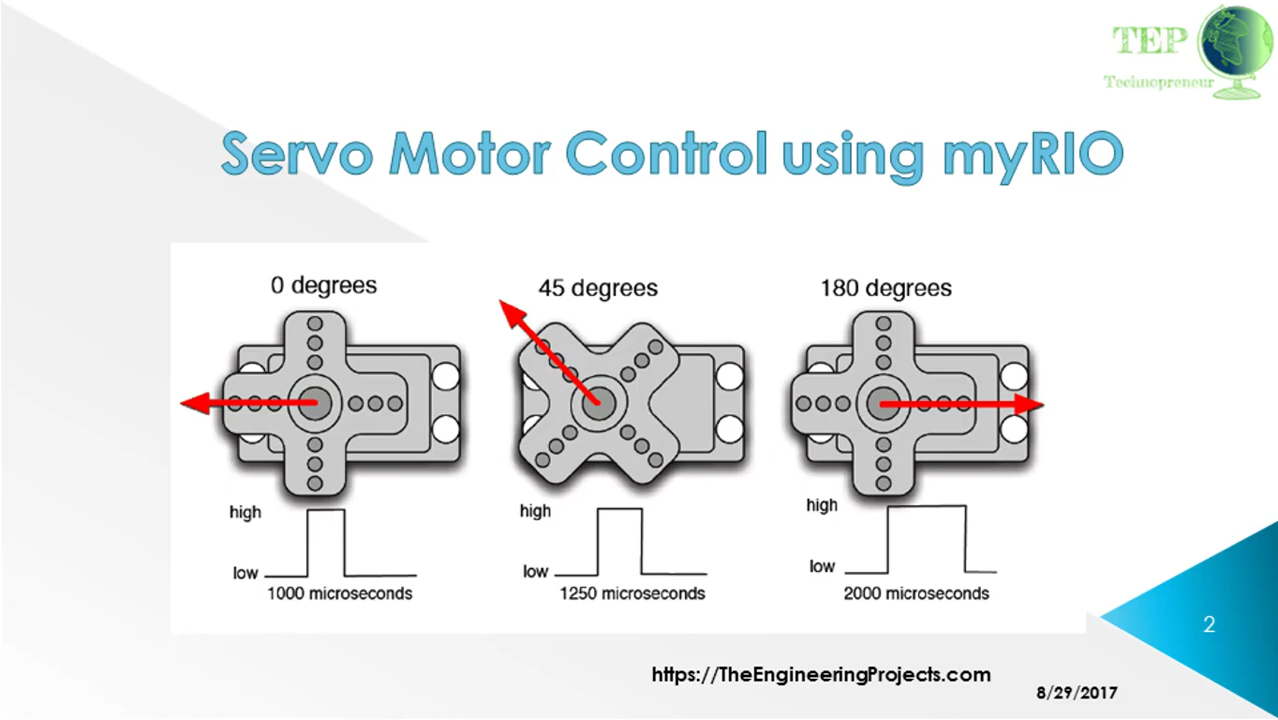 TEP
Technopreneur
Servo Motor Control using myRIO
0 degrees
45 degrees
180 degrees
high
low
1000 microseconds
high
low
1250 microseconds
high
low
2000 microseconds
2
https://TheEngineeringProjects.com
8/29/2017